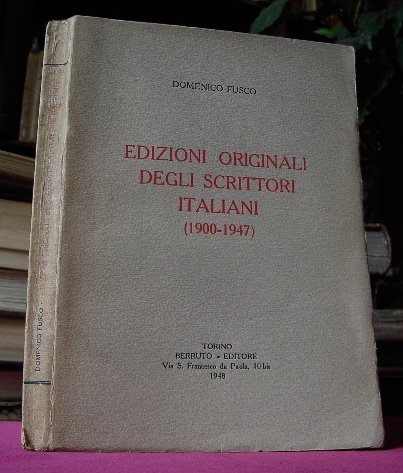 DOMENICO FUSCO
EDIZIONI ORIGINALI
DEGLI SCRITTORI
ITALIANI
(1900-1947)
TORINO
BERRUTO - EDITORE
Via S. Francesco da Paola, 10 bis
1948
DOMENICO FUSCO